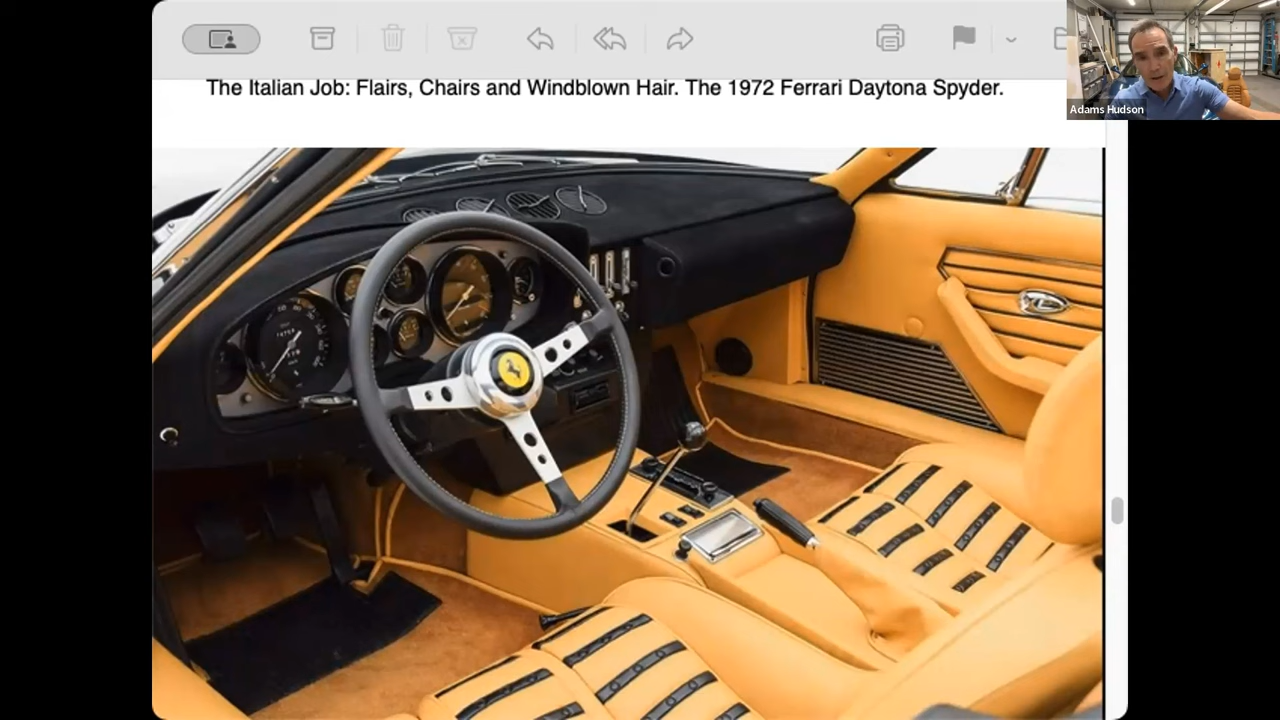 The Italian Job: Flairs, Chairs and Windblown Hair. The 1972 Ferrari Daytona Spyder.
Adams Hudson